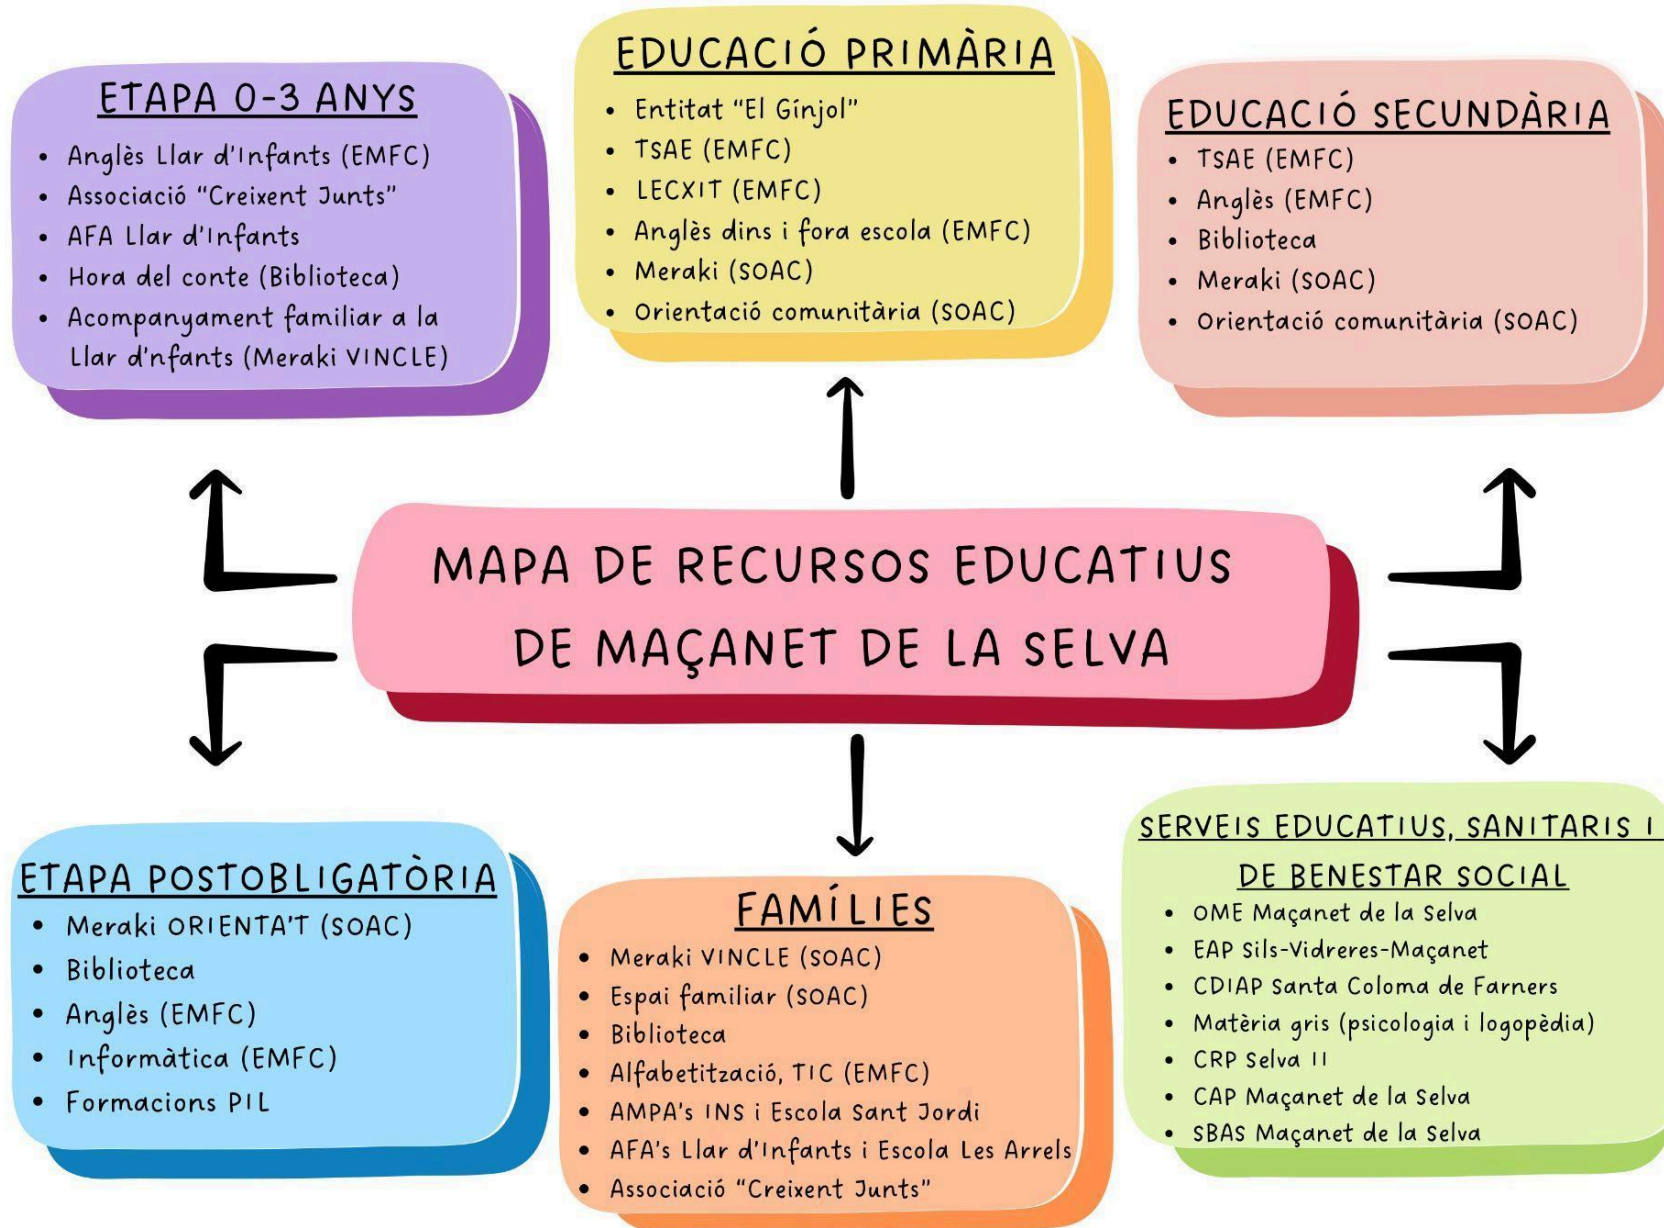 ETAPA 0-3 ANYS
• Anglès Llar d'Infants (EMFC)
• Associació "Creixent Junts"
• AFA Llar d'Infants
• Hora del conte (Biblioteca)
• Acompanyament familiar a la
Llar d'nfants (Meraki VINCLE)
EDUCACIÓ PRIMÀRIA
• Entitat "El Gínjol"
• TSAE (EMFC)
• LECXIT (EMFC)
• Anglès dins i fora escola (EMFC)
• Meraki (SOAC)
• Orientació comunitària (SOAC)
EDUCACIÓ SECUNDÀRIA
• TSAE (EMFC)
• Anglès (EMFC)
• Biblioteca
• Meraki (SOAC)
• Orientació comunitària (SOAC)
MAPA DE RECURSOS EDUCATIUS
DE MAÇANET DE LA SELVA
ETAPA POSTOBLIGATÒRIA
• Meraki ORIENTA'T (SOAC)
• Biblioteca
• Anglès (EMFC)
• Informàtica (EMFC)
• Formacions PIL
FAMÍLIES
• Meraki VINCLE (SOAC)
• Espai familiar (SOAC)
• Biblioteca
• Alfabetització, TIC (EMFC)
• AMPA's INS i Escola Sant Jordi
• AFA's Llar d'Infants i Escola Les Arrels
• Associació "Creixent Junts"
SERVEIS EDUCATIUS, SANITARIS I
DE BENESTAR SOCIAL
• OME Maçanet de la Selva
• EAP Sils-Vidreres-Maçanet
• CDIAP Santa Coloma de Farners
• Matèria gris (psicologia i logopèdia)
• CRP Selva II
• CAP Maçanet de la Selva
• SBAS Maçanet de la Selva